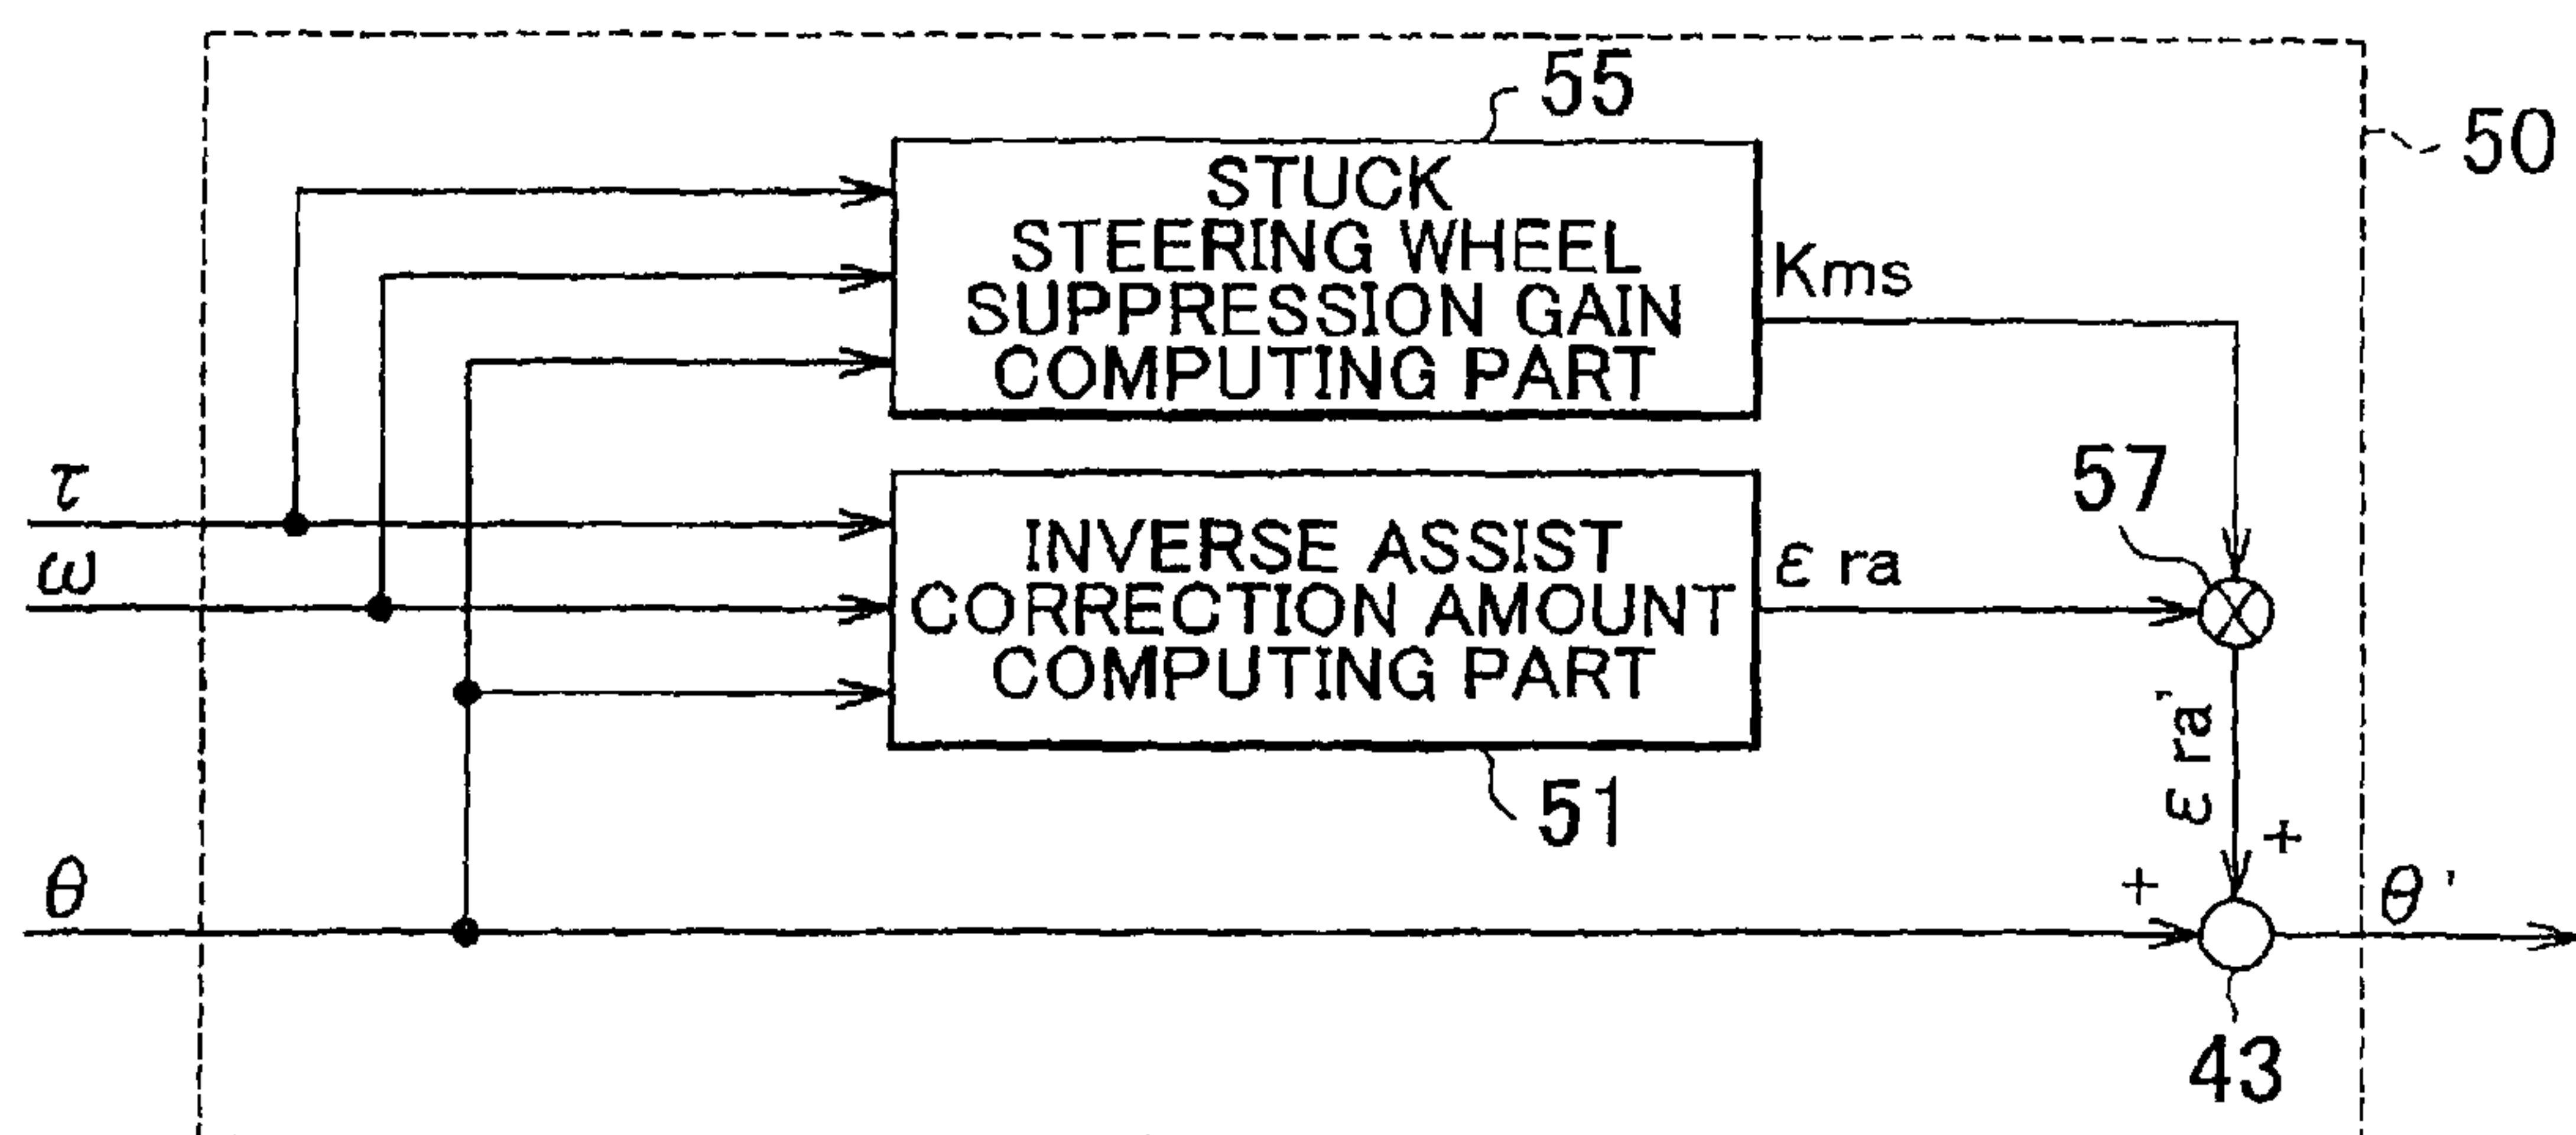 55
50
STUCK
STEERING WHEEL
SUPPRESSION GAIN
COMPUTING PART
Kms
τ
ω
57
INVERSE ASSIST
CORRECTION AMOUNT
COMPUTING PART
ε ra
ε ra'
51
+
+
θ
θ'
43